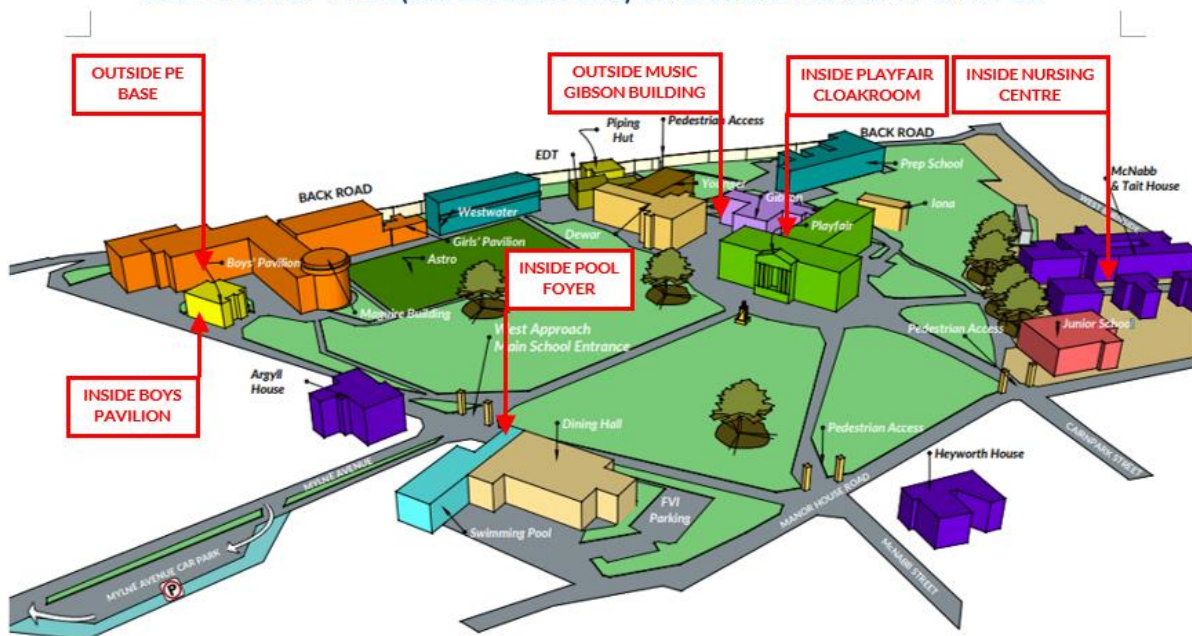 OUTSIDE PE
BASE
OUTSIDE MUSIC
GIBSON BUILDING
INSIDE PLAYFAIR
CLOAKROOM
INSIDE NURSING
CENTRE
Piping
Hut
Pedestrian Access
BACK ROAD
EDT
Prep School
McNabb
& Tait House
BACK ROAD
Younger
Gibson
Iona
Westwater
Dewar
Playfair
Girls' Pavilion
Boys' Pavilion
Astro
INSIDE POOL
FOYER
Maguire Building
West Approach
Main School Entrance
Pedestrian Access
Junior School
INSIDE BOYS
PAVILION
Argyll
House
Dining Hall
Pedestrian Access
CAIRNPARK STREET
Heyworth House
MYLNE AVENUE
FVI
Parking
MANOR HOUSE ROAD
Swimming Pool
McNABB STREET
MYLNE AVENUE CAR PARK
P